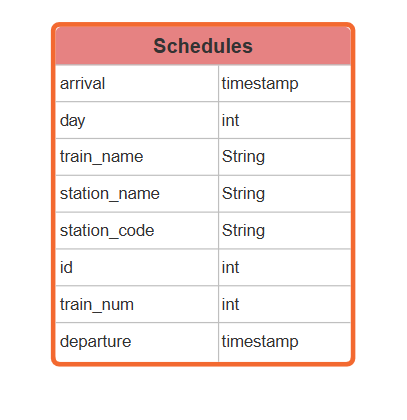 Schedules
arrival timestamp
day int
train_name String
station_name String
station_code String
id int
train_num int
departure timestamp